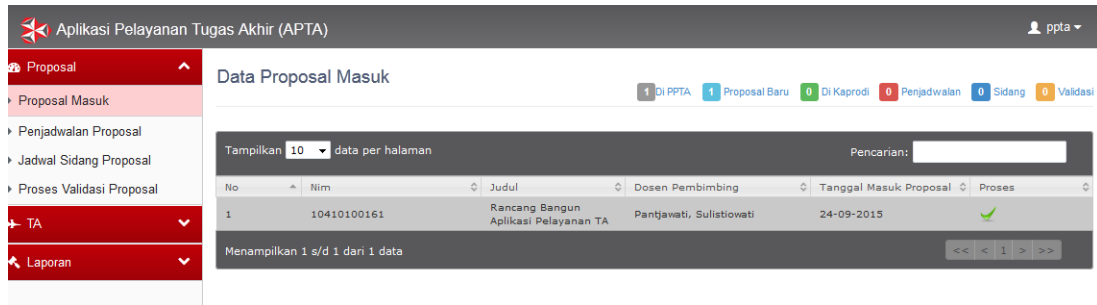 Aplikasi Pelayanan Tugas Akhir (APTA)
ppta
Proposal
Proposal Masuk
Penjadwalan Proposal
Jadwal Sidang Proposal
Proses Validasi Proposal
TA
Laporan
Data Proposal Masuk
1 Di PPTA 1 Proposal Baru 0 Di Kaprodi 0 Penjadwalan 0 Sidang 0 Validasi
Tampilkan 10 data per halaman Pencarian:
No Nim Judul Dosen Pembimbing Tanggal Masuk Proposal Proses
1 10410100161 Rancang Bangun Pantjawati, Sulistiowati 24-09-2015
Aplikasi Pelayanan TA
Menampilkan 1 s/d 1 dari 1 data << < 1 > >>